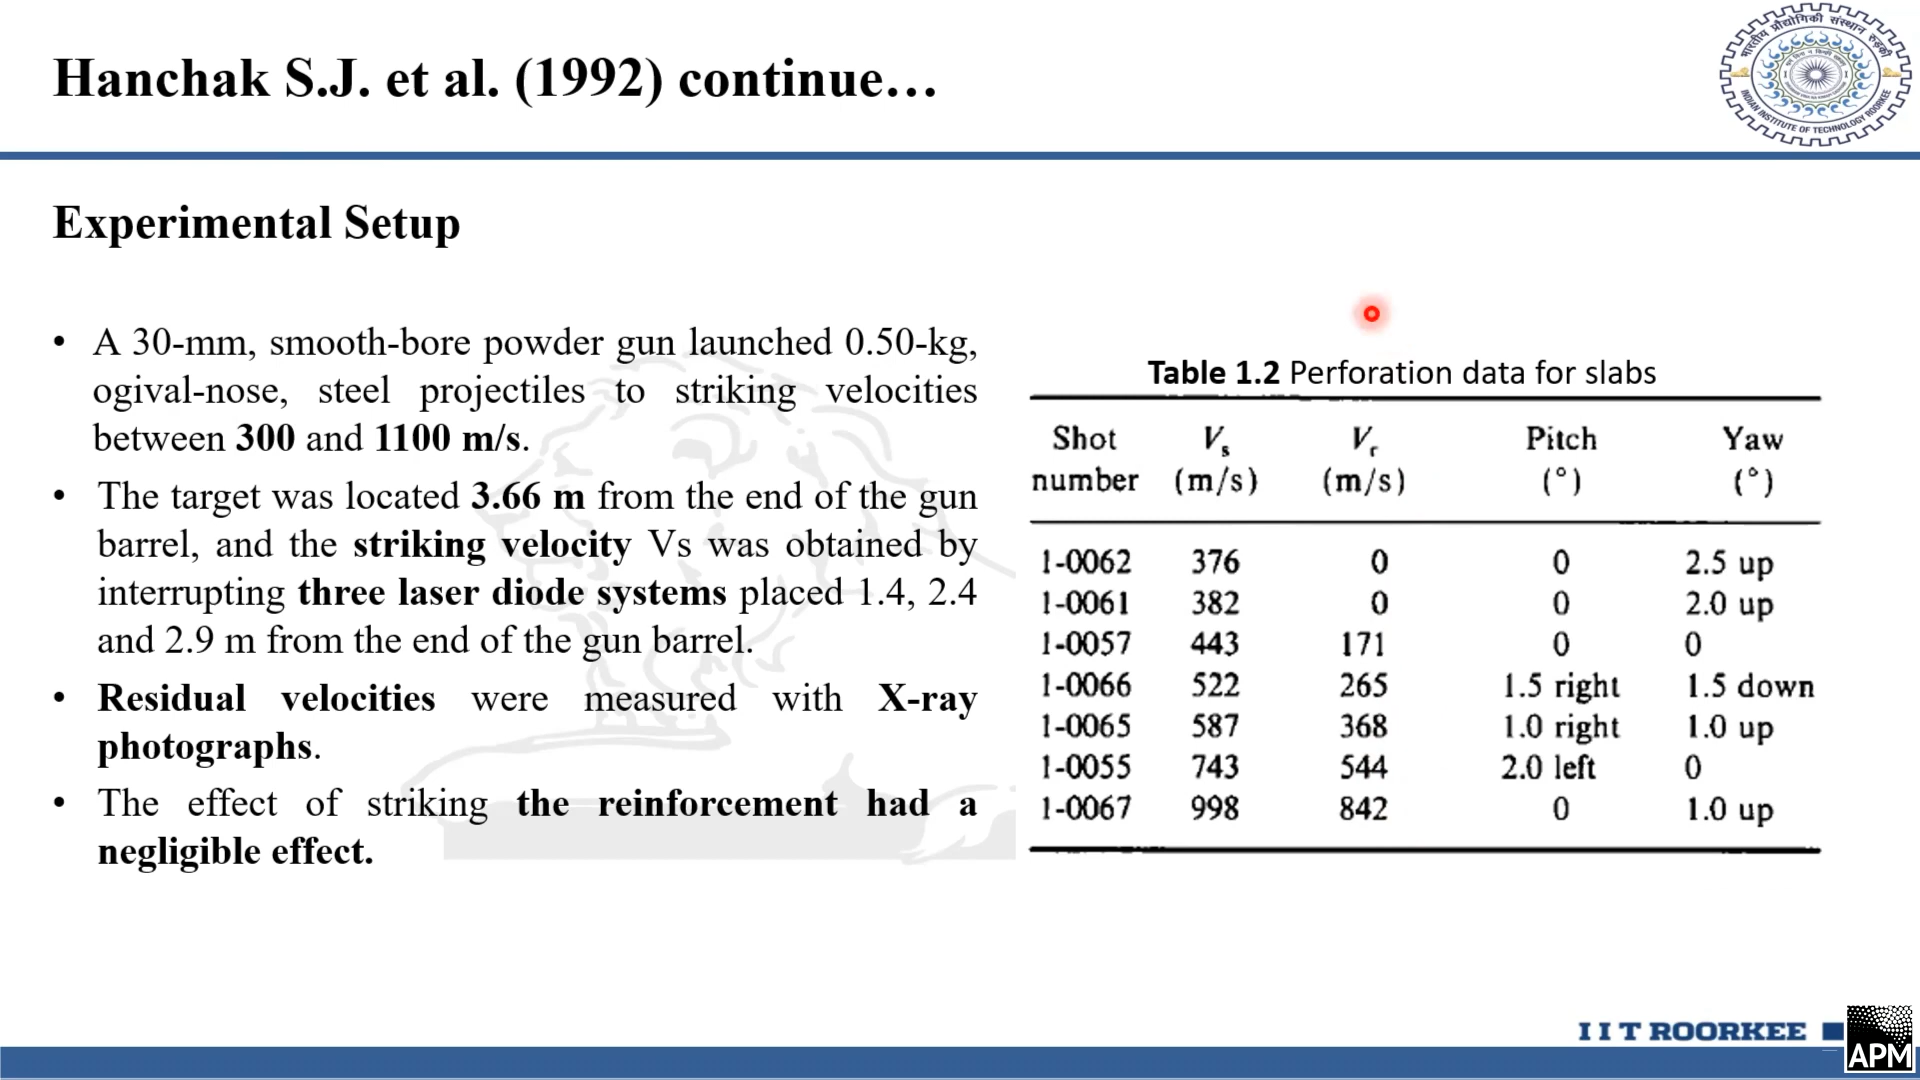 Hanchak S.J. et al. (1992) continue…
भारतीय प्रौद्योगिकी संस्थान रुड़की
INDIAN INSTITUTE OF TECHNOLOGY ROORKEE
Experimental Setup
• A 30-mm, smooth-bore powder gun launched 0.50-kg,
ogival-nose, steel projectiles to striking velocities
between 300 and 1100 m/s.
• The target was located 3.66 m from the end of the gun
barrel, and the striking velocity Vs was obtained by
interrupting three laser diode systems placed 1.4, 2.4
and 2.9 m from the end of the gun barrel.
• Residual velocities were measured with X-ray
photographs.
• The effect of striking the reinforcement had a
negligible effect.
Table 1.2 Perforation data for slabs
Shot Vs Vr Pitch Yaw
number (m/s) (m/s) (°) (°)
1-0062 376 0 0 2.5 up
1-0061 382 0 0 2.0 up
1-0057 443 171 0 0
1-0066 522 265 1.5 right 1.5 down
1-0065 587 368 1.0 right 1.0 up
1-0055 743 544 2.0 left 0
1-0067 998 842 0 1.0 up
I I T ROORKEE
APM